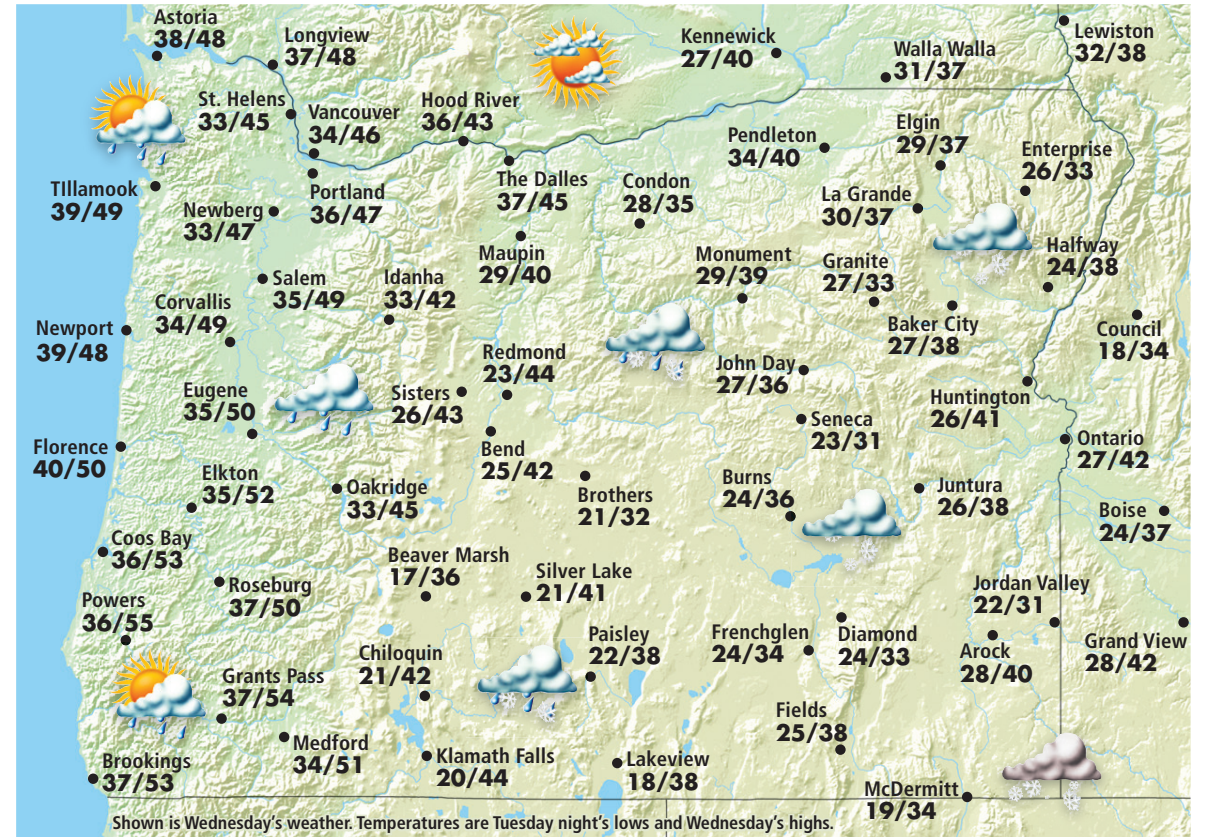 Astoria
38/48
Longview
37/48
Kennewick
27/40
Walla Walla
31/37
Lewiston
32/38
St. Helens
33/45
Vancouver
34/46
Hood River
36/43
Pendleton
34/40
Elgin
29/37
Enterprise
26/33
TIllamook
39/49
Newberg
33/47
Portland
36/47
The Dalles
37/45
Condon
28/35
La Grande
30/37
Maupin
29/40
Monument
29/39
Granite
27/33
Halfway
24/38
Salem
35/49
Idanha
33/42
Corvallis
34/49
Newport
39/48
Baker City
27/38
Council
18/34
Redmond
23/44
John Day
27/36
Eugene
35/50
Sisters
26/43
Huntington
26/41
Seneca
23/31
Florence
40/50
Bend
25/42
Ontario
27/42
Elkton
35/52
Oakridge
33/45
Brothers
21/32
Burns
24/36
Juntura
26/38
Boise
24/37
Coos Bay
36/53
Beaver Marsh
17/36
Silver Lake
21/41
Roseburg
37/50
Jordan Valley
22/31
Powers
36/55
Paisley
22/38
Frenchglen
24/34
Diamond
24/33
Arock
28/40
Grand View
28/42
Chiloquin
21/42
Grants Pass
37/54
Fields
25/38
Medford
34/51
Klamath Falls
20/44
Lakeview
18/38
Brookings
37/53
McDermitt
19/34
Shown is Wednesday's weather. Temperatures are Tuesday night's lows and Wednesday's highs.